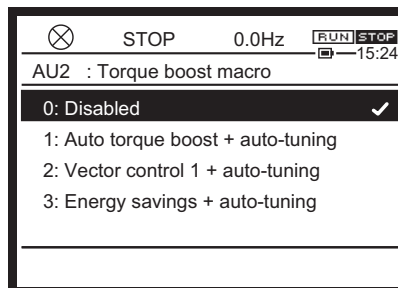 STOP 0.0Hz RUN STOP
15:24
AU2 : Torque boost macro
0: Disabled
1: Auto torque boost + auto-tuning
2: Vector control 1 + auto-tuning
3: Energy savings + auto-tuning